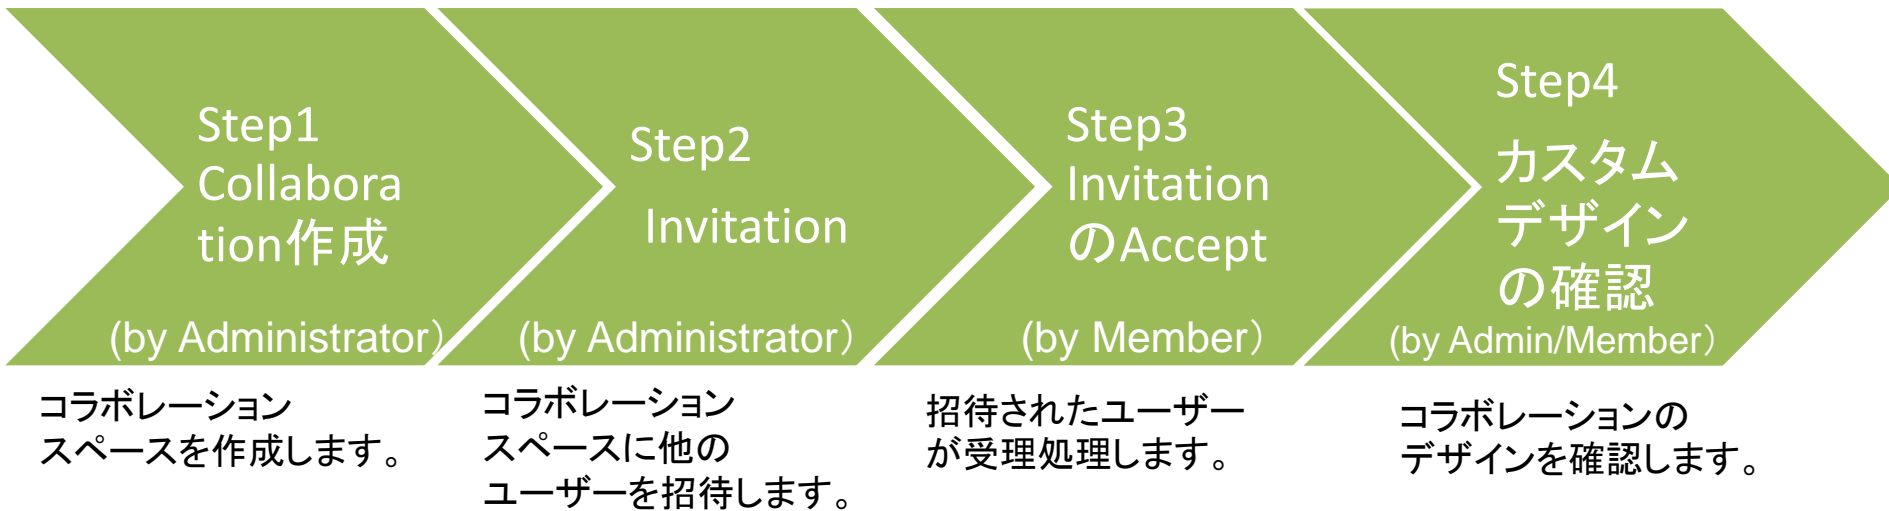 Step1
Collabora
tion作成
(by Administrator）
コラボレーション
スペースを作成します。
Step2
Invitation
(by Administrator）
コラボレーション
スペースに他の
ユーザーを招待します。
Step3
Invitation
のAccept
(by Member）
招待されたユーザー
が受理処理します。
Step4
カスタム
デザイン
の確認
(by Admin/Member）
コラボレーションの
デザインを確認します。